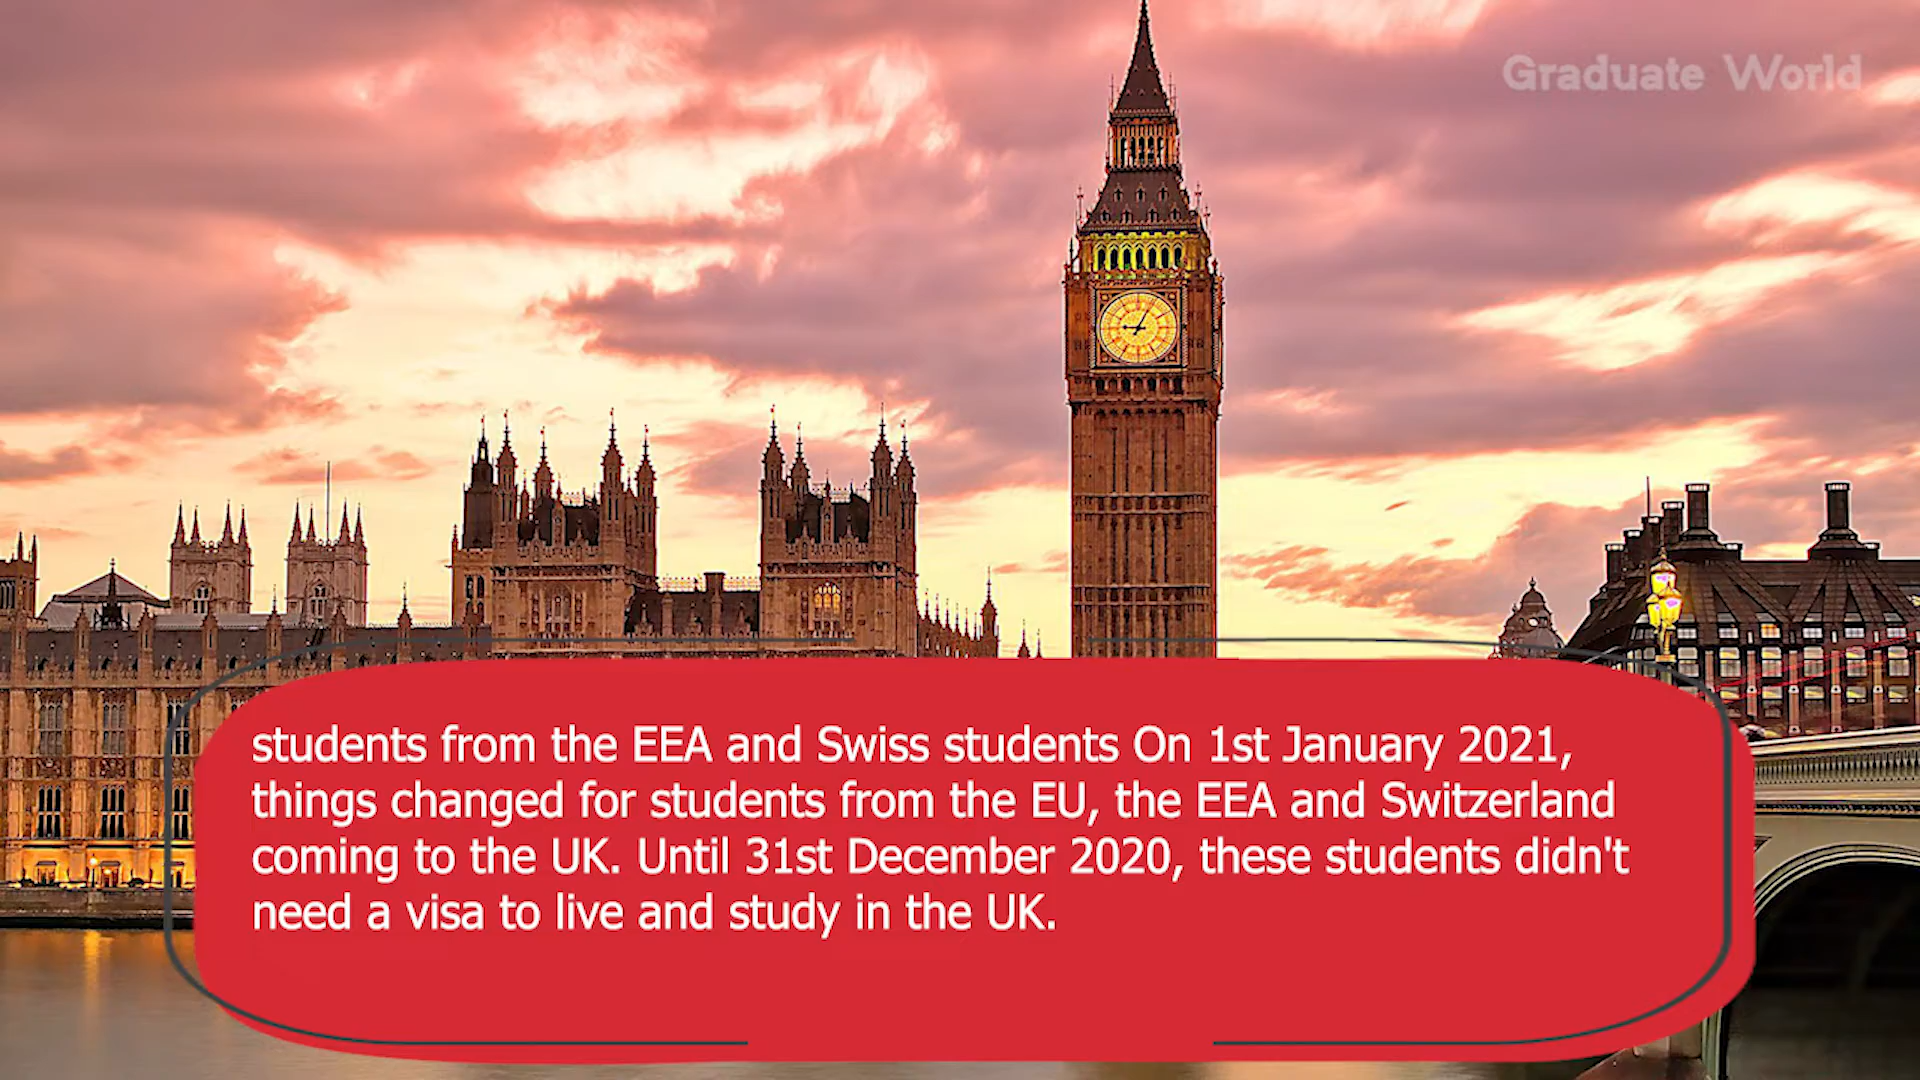 Graduate World
students from the EEA and Swiss students On 1st January 2021,
things changed for students from the EU, the EEA and Switzerland
coming to the UK. Until 31st December 2020, these students didn't
need a visa to live and study in the UK.